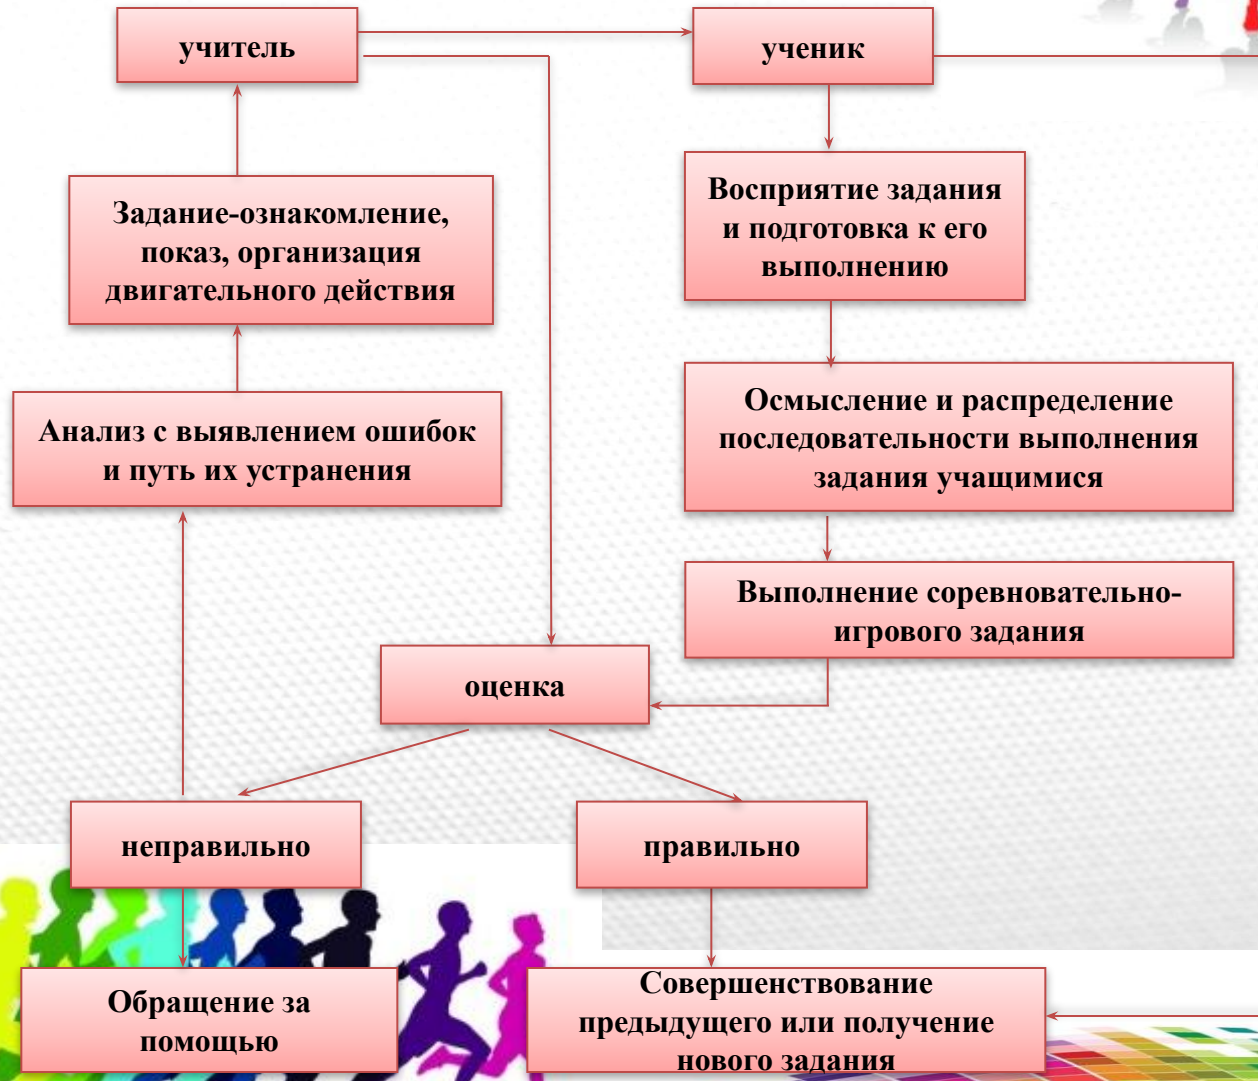 учитель
ученик
Задание-ознакомление,
показ, организация
двигательного действия
Восприятие задания
и подготовка к его
выполнению
Анализ с выявлением ошибок
и путь их устранения
Осмысление и распределение
последовательности выполнения
задания учащимися
Выполнение соревновательно-
игрового задания
оценка
неправильно
правильно
Обращение за
помощью
Совершенствование
предыдущего или получение
нового задания